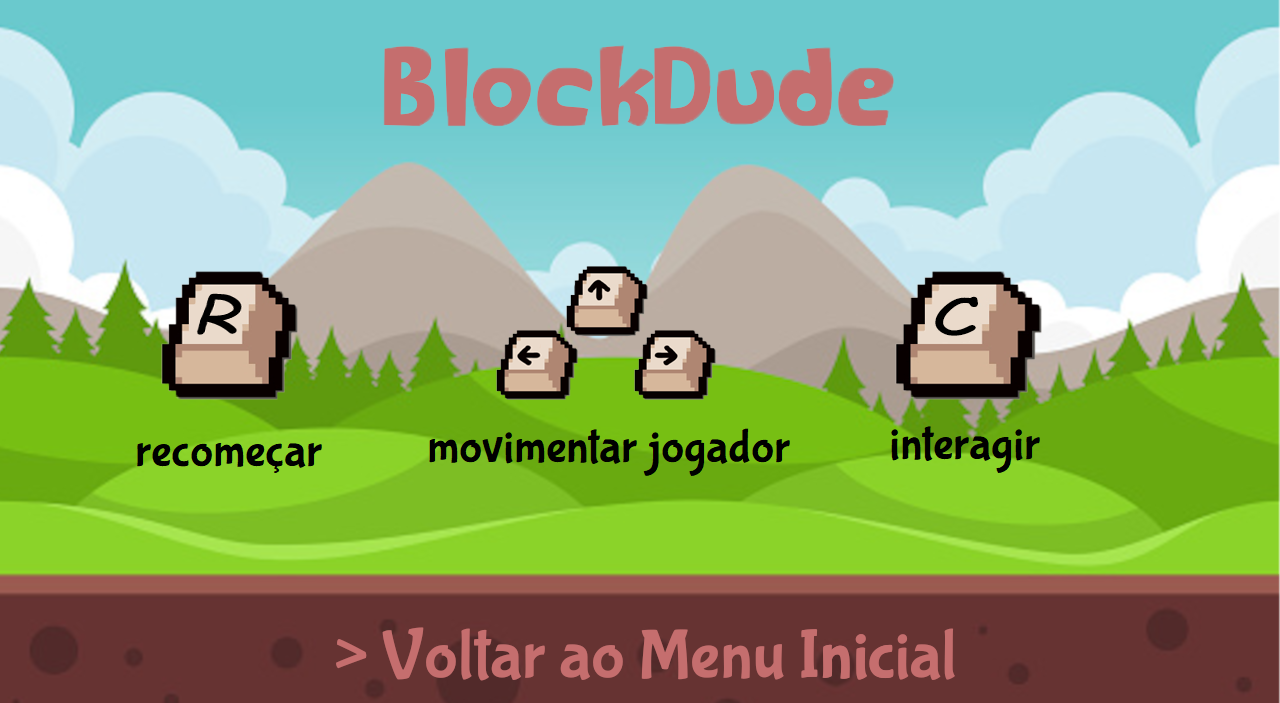 BlockDude
R
↑
← →
C
recomeçar
movimentar jogador
interagir
> Voltar ao Menu Inicial